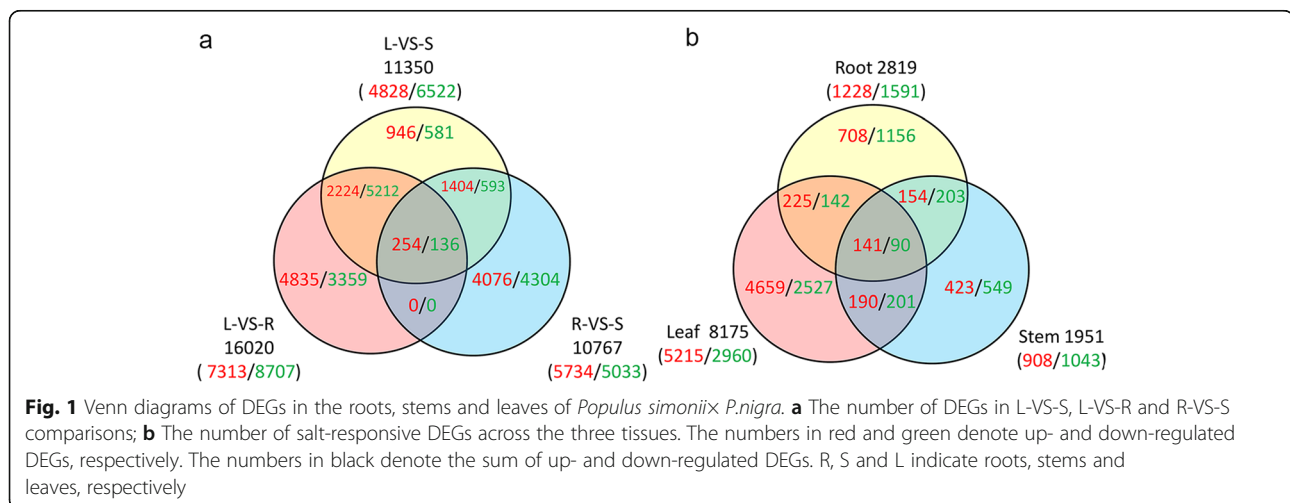 a
L-VS-S
11350
( 4828/6522)
946/581
2224/5212
1404/593
254/136
4835/3359
4076/4304
0/0
L-VS-R
16020
( 7313/8707)
R-VS-S
10767
(5734/5033)
b
Root 2819
(1228/1591)
708/1156
225/142
154/203
141/90
4659/2527
190/201
423/549
Leaf 8175
(5215/2960)
Stem 1951
(908/1043)
Fig. 1 Venn diagrams of DEGs in the roots, stems and leaves of Populus simonii× P.nigra. a The number of DEGs in L-VS-S, L-VS-R and R-VS-S
comparisons; b The number of salt-responsive DEGs across the three tissues. The numbers in red and green denote up- and down-regulated
DEGs, respectively. The numbers in black denote the sum of up- and down-regulated DEGs. R, S and L indicate roots, stems and
leaves, respectively